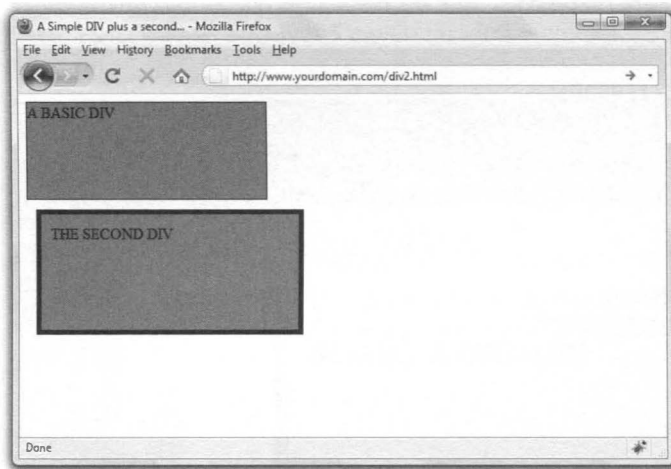 A Simple DIV plus a second... - Mozilla Firefox
File Edit View History Bookmarks Tools Help
http://www.yourdomain.com/div2.html
A BASIC DIV
THE SECOND DIV
Done